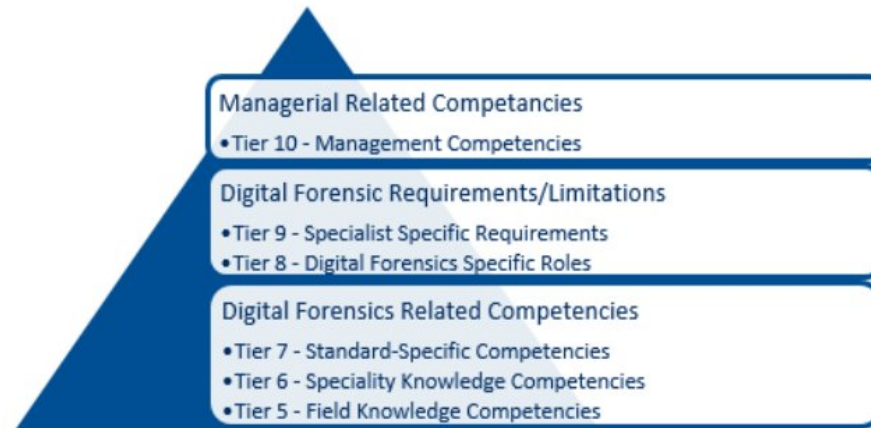 Managerial Related Competancies
•Tier 10 - Management Competencies
Digital Forensic Requirements/Limitations
•Tier 9 - Specialist Specific Requirements
•Tier 8 - Digital Forensics Specific Roles
Digital Forensics Related Competencies
•Tier 7 - Standard-Specific Competencies
•Tier 6 - Speciality Knowledge Competencies
•Tier 5 - Field Knowledge Competencies